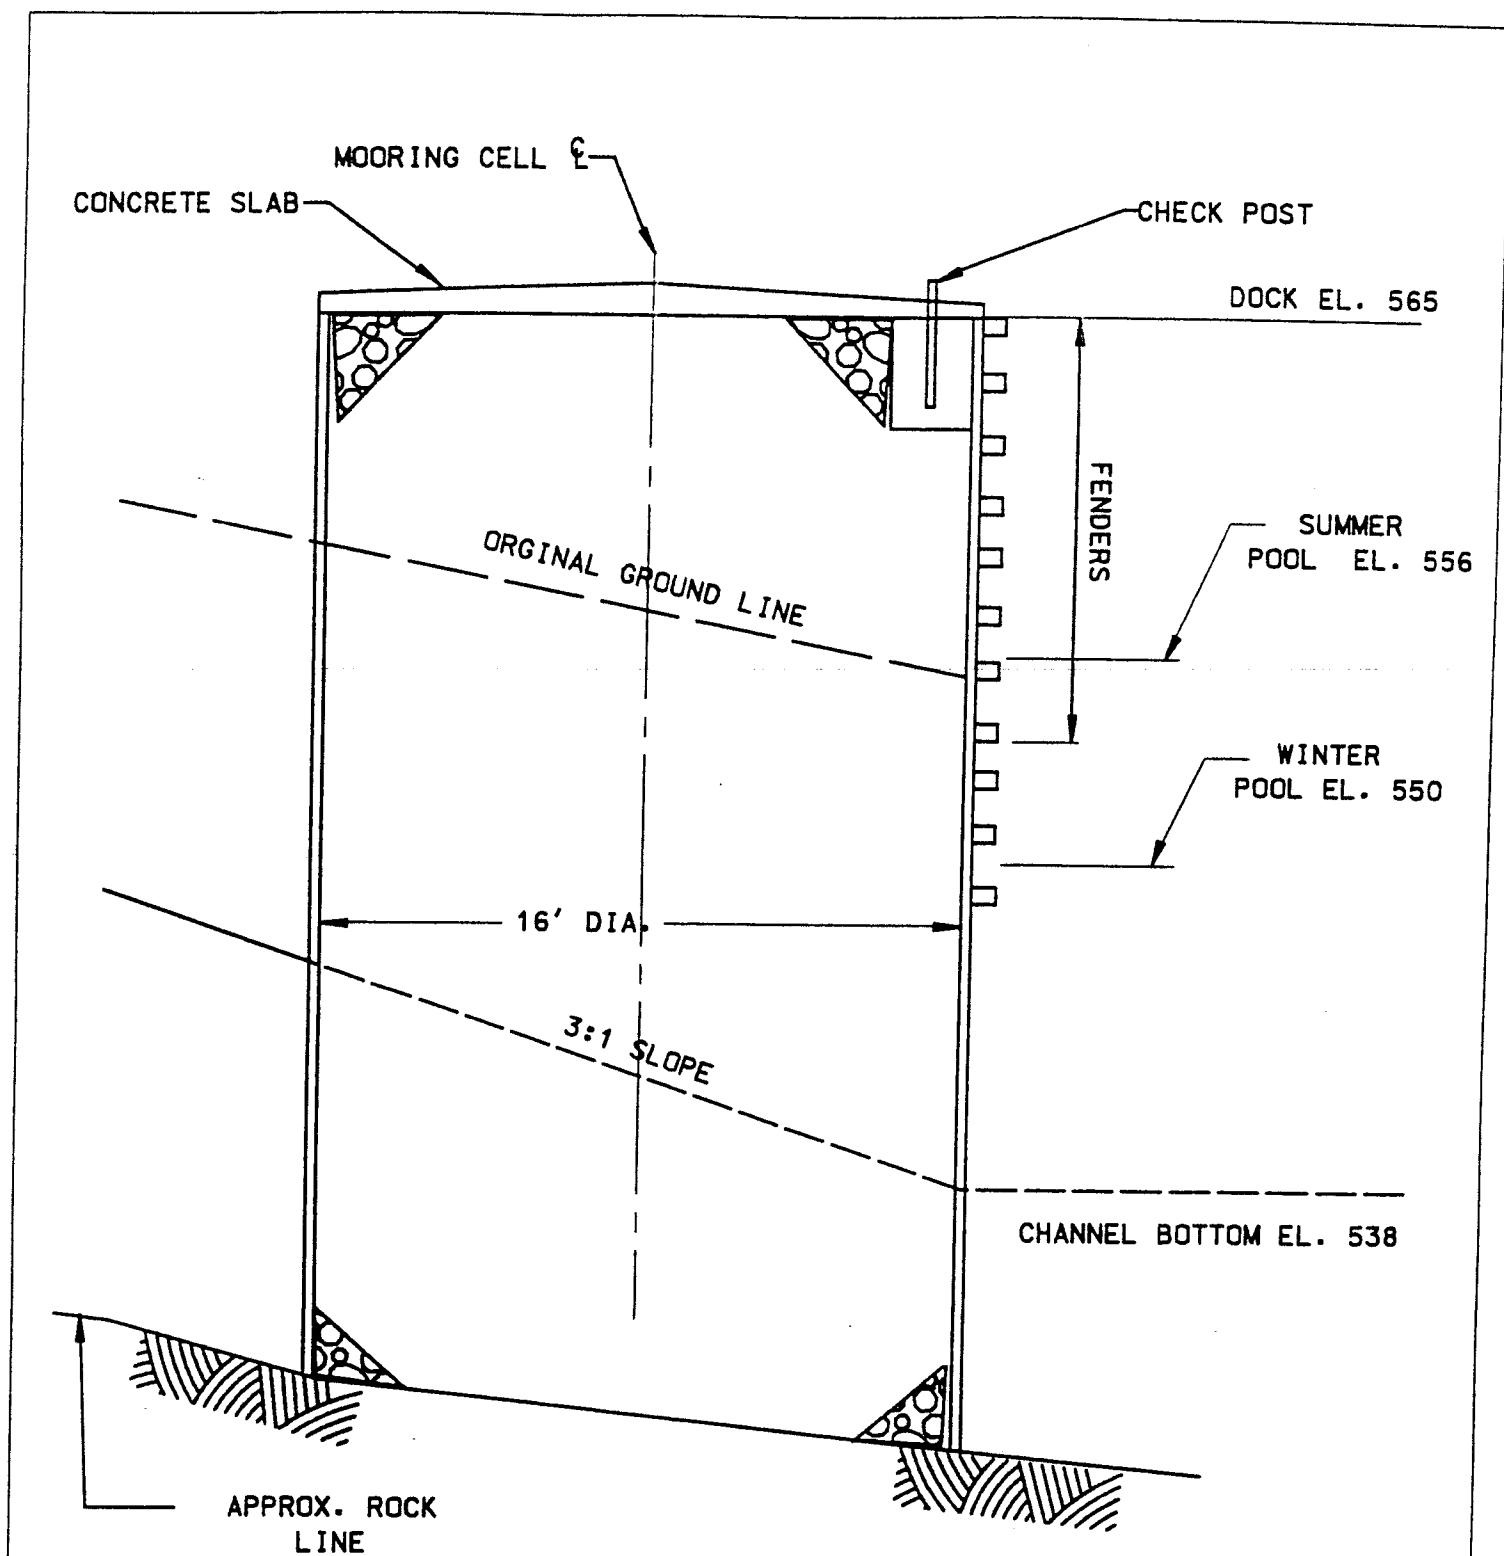 MOORING CELL ℄
CONCRETE SLAB
CHECK POST
DOCK EL. 565
FENDERS
SUMMER
POOL EL. 556
ORGINAL GROUND LINE
WINTER
POOL EL. 550
16' DIA.
3:1 SLOPE
CHANNEL BOTTOM EL. 538
APPROX. ROCK
LINE